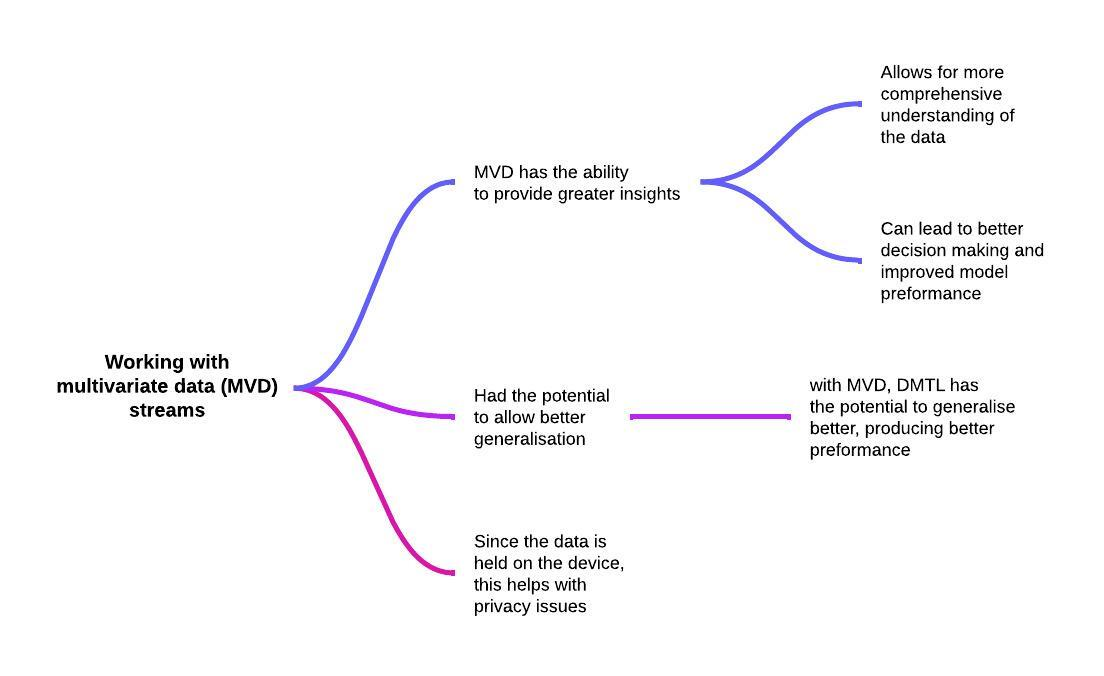 Working with
multivariate data (MVD)
streams
MVD has the ability
to provide greater insights
Allows for more
comprehensive
understanding of
the data
Can lead to better
decision making and
improved model
preformance
Had the potential
to allow better
generalisation
with MVD, DMTL has
the potential to generalise
better, producing better
preformance
Since the data is
held on the device,
this helps with
privacy issues